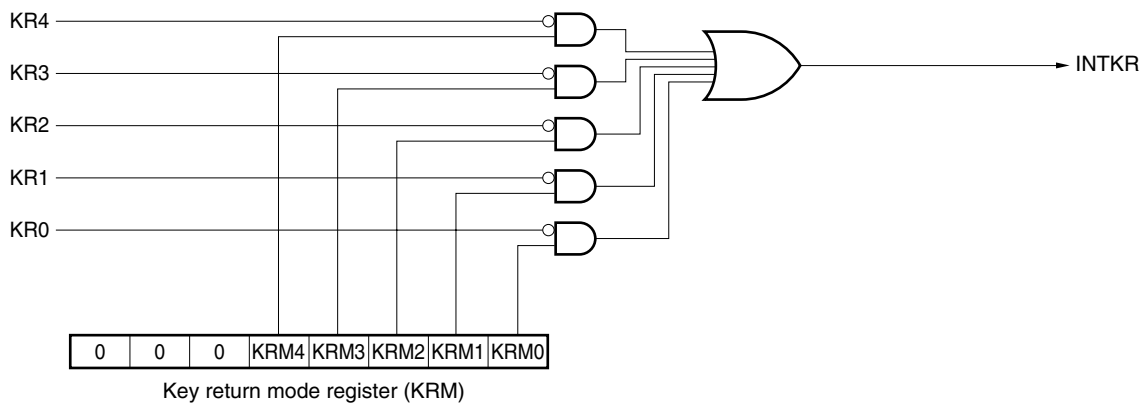 KR4
KR3
KR2
KR1
KR0
INTKR
0 0 0 KRM4 KRM3 KRM2 KRM1 KRM0
Key return mode register (KRM)